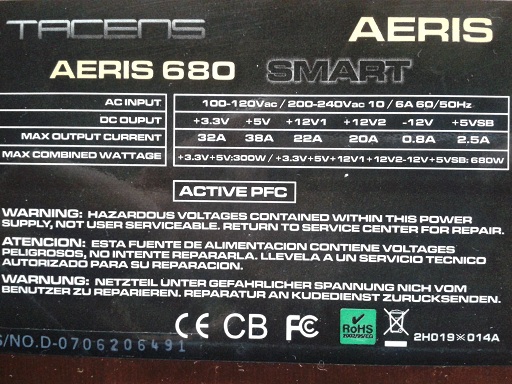 TACENS AERIS
AERIS 680 SMART
AC INPUT 100-120Vac / 200-240Vac 10 / 6A 60/50Hz
DC OUPUT +3.3V +5V +12V1 +12V2 -12V +5VSB
MAX OUTPUT CURRENT 32A 38A 22A 20A 0.8A 2.5A
MAX COMBINED WATTAGE +3.3V+5V:300W / +3.3V+5V+12V1+12V2-12V+5VSB: 680W
ACTIVE PFC
WARNING: HAZARDOUS VOLTAGES CONTAINED WITHIN THIS POWER
SUPPLY, NOT USER SERVICEABLE. RETURN TO SERVICE CENTER FOR REPAIR.
ATENCION: ESTA FUENTE DE ALIMENTACION CONTIENE VOLTAGES
PELIGROSOS, NO INTENTE REPARARLA. LLEVELA A UN SERVICIO TECNICO
AUTORIZADO PARA SU REPARACION.
WARNUNG: NETZTEIL UNTER GEFAHRLICHER SPANNUNG NICH VOM
BENUTZER ZU REPARIEREN. REPARATUR AN KUDEDIENST ZURUCKSENDEN.
CE CB FC RoHS
2002/95/CG
2H019※014A
S/NO.D-0706206491